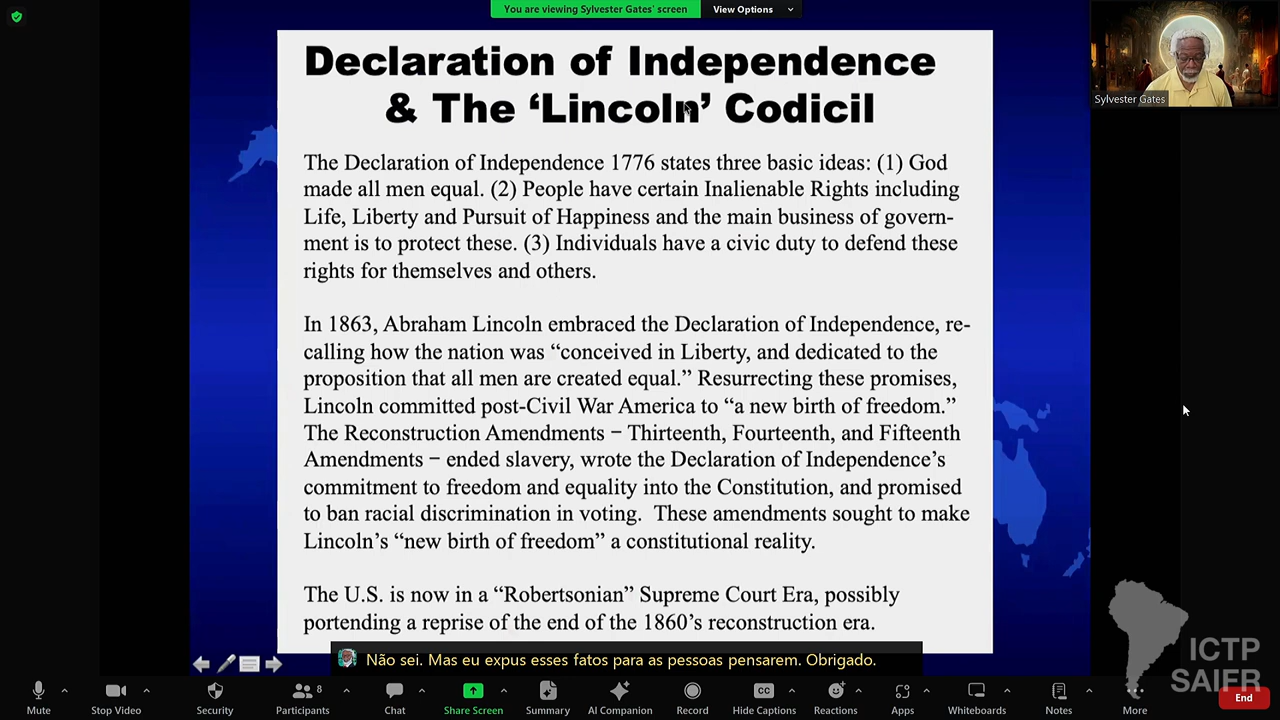 You are viewing Sylvester Gates' screen
View Options
Declaration of Independence
& The ‘Lincoln’ Codicil
The Declaration of Independence 1776 states three basic ideas: (1) God
made all men equal. (2) People have certain Inalienable Rights including
Life, Liberty and Pursuit of Happiness and the main business of govern-
ment is to protect these. (3) Individuals have a civic duty to defend these
rights for themselves and others.
In 1863, Abraham Lincoln embraced the Declaration of Independence, re-
calling how the nation was “conceived in Liberty, and dedicated to the
proposition that all men are created equal.” Resurrecting these promises,
Lincoln committed post-Civil War America to “a new birth of freedom.”
The Reconstruction Amendments − Thirteenth, Fourteenth, and Fifteenth
Amendments − ended slavery, wrote the Declaration of Independence’s
commitment to freedom and equality into the Constitution, and promised
to ban racial discrimination in voting.  These amendments sought to make
Lincoln’s “new birth of freedom” a constitutional reality.
The U.S. is now in a “Robertsonian” Supreme Court Era, possibly
portending a reprise of the end of the 1860’s reconstruction era.
Sylvester Gates
Não sei. Mas eu expus esses fatos para as pessoas pensarem. Obrigado.
ICTP
SAIFR
8
CC
Mute
Stop Video
Security
Participants
Chat
Share Screen
Summary
AI Companion
Record
Hide Captions
Reactions
Apps
Whiteboards
Notes
More
End